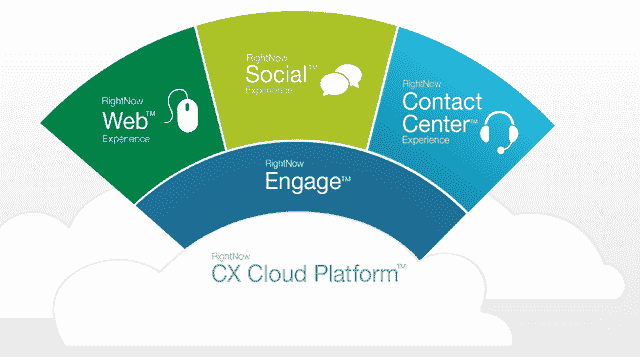 RightNow
Web™
Experience
RightNow
Social™
Experience
RightNow
Contact
Center™
Experience
RightNow
Engage™
RightNow
CX Cloud Platform™